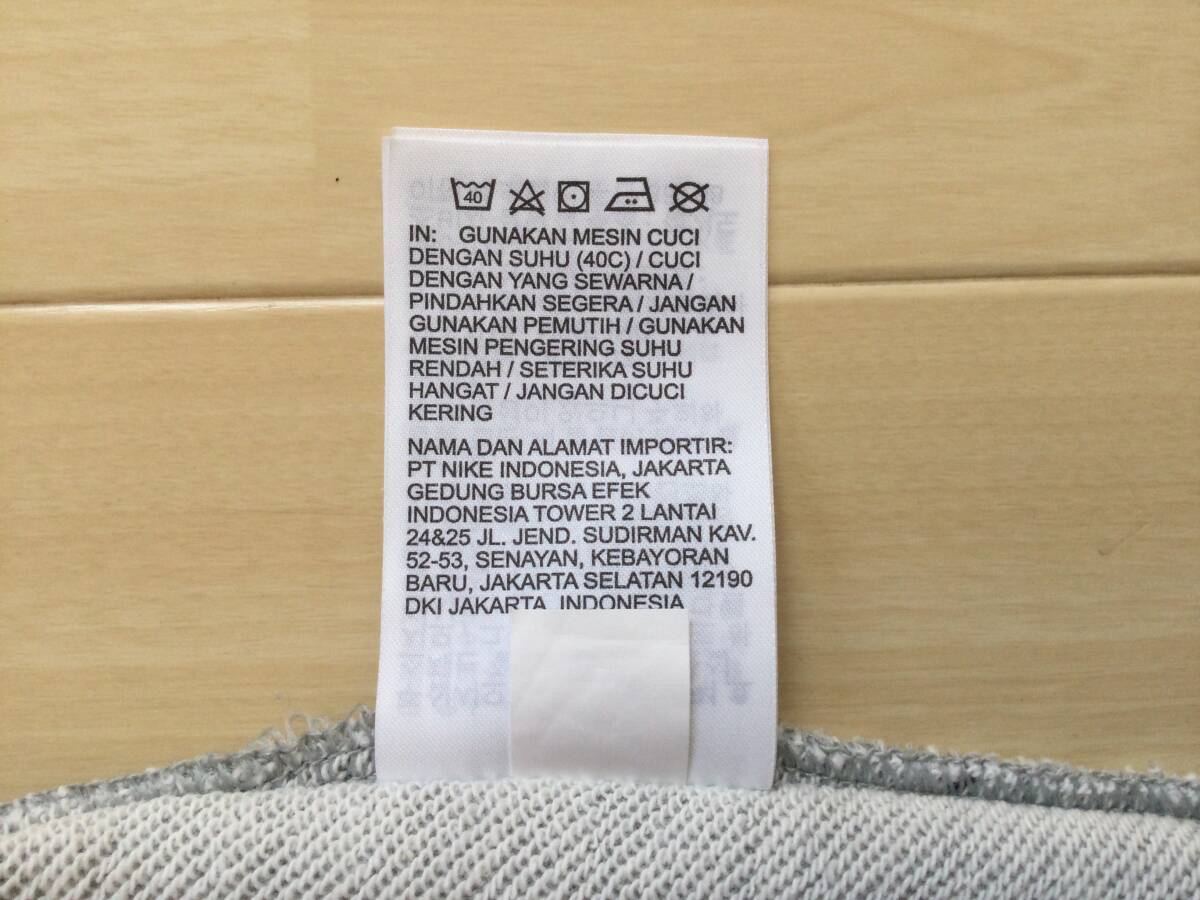 40
IN: GUNAKAN MESIN CUCI
DENGAN SUHU (40C) / CUCI
DENGAN YANG SEWARNA /
PINDAHKAN SEGERA / JANGAN
GUNAKAN PEMUTIH / GUNAKAN
MESIN PENGERING SUHU
RENDAH / SETERIKA SUHU
HANGAT / JANGAN DICUCI
KERING
NAMA DAN ALAMAT IMPORTIR:
PT NIKE INDONESIA, JAKARTA
GEDUNG BURSA EFEK
INDONESIA TOWER 2 LANTAI
24&25 JL. JEND. SUDIRMAN KAV.
52-53, SENAYAN, KEBAYORAN
BARU, JAKARTA SELATAN 12190
DKI JAKARTA, INDONESIA